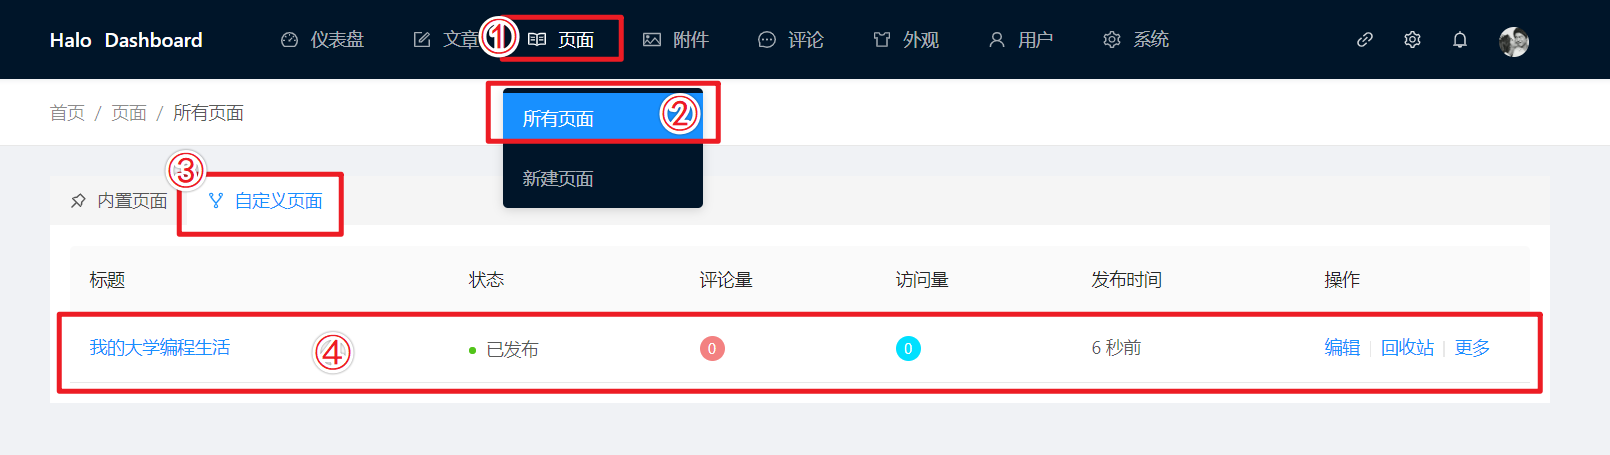 Halo Dashboard 仪表盘 文章 ① 页面 附件 评论 外观 用户 系统
首页 / 页面 / 所有页面
所有页面 ②
新建页面
③
内置页面 自定义页面
标题 状态 评论量 访问量 发布时间 操作
我的大学编程生活 ④ 已发布 0 0 6 秒前 编辑 回收站 更多